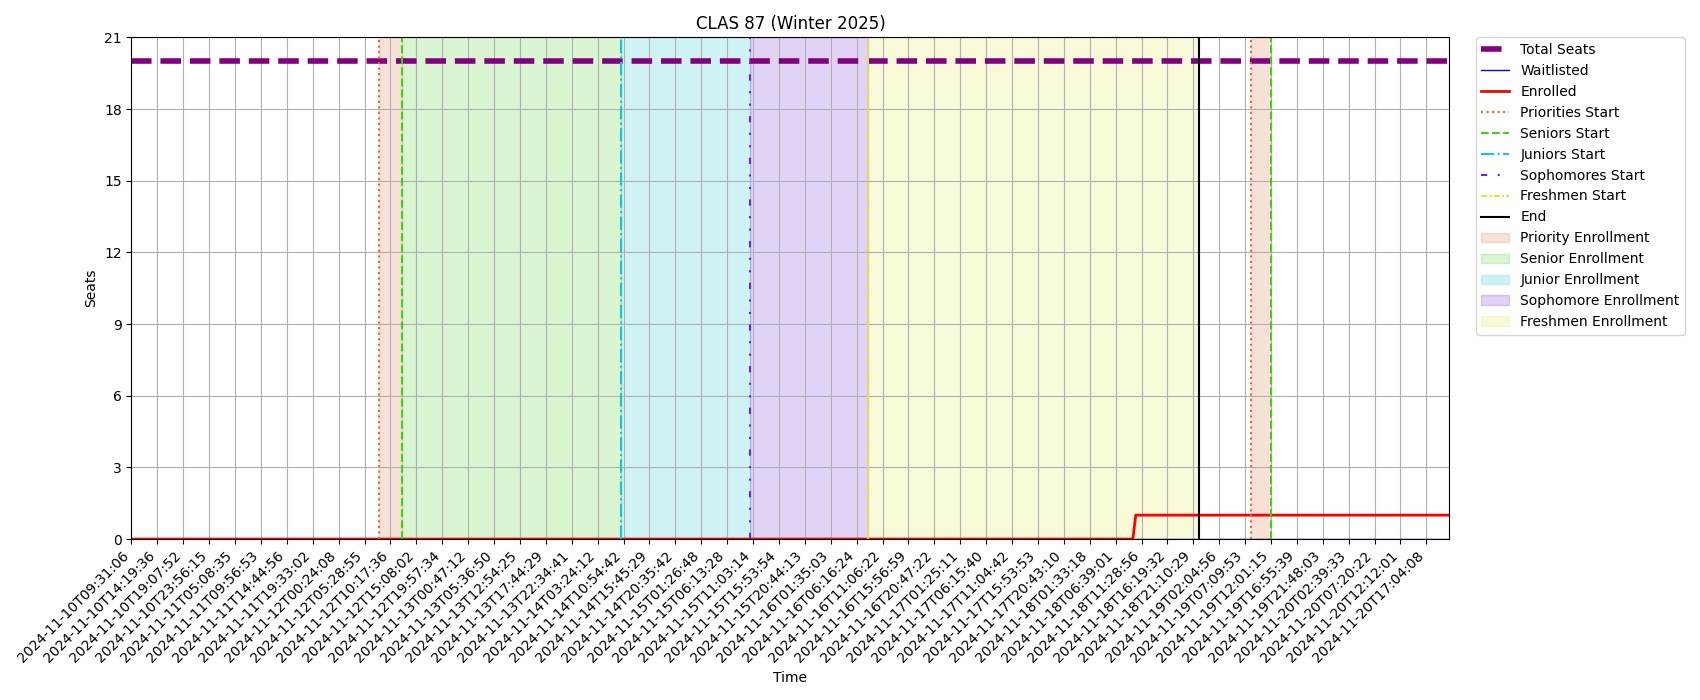 CLAS 87 (Winter 2025)
21
18
15
12
9
6
3
0
Seats
2024-11-10T09:31:06
2024-11-10T14:19:36
2024-11-10T19:07:52
2024-11-10T23:56:15
2024-11-11T05:08:35
2024-11-11T09:56:53
2024-11-11T14:44:56
2024-11-11T19:33:02
2024-11-12T00:24:08
2024-11-12T05:28:55
2024-11-12T10:17:36
2024-11-12T15:08:02
2024-11-12T19:57:34
2024-11-13T00:47:12
2024-11-13T05:36:50
2024-11-13T12:54:25
2024-11-13T17:44:29
2024-11-13T22:34:41
2024-11-14T03:24:12
2024-11-14T10:54:42
2024-11-14T15:45:29
2024-11-14T20:35:42
2024-11-15T01:26:48
2024-11-15T06:13:28
2024-11-15T11:03:14
2024-11-15T15:53:54
2024-11-15T20:44:13
2024-11-16T01:35:03
2024-11-16T06:16:24
2024-11-16T11:06:22
2024-11-16T15:56:59
2024-11-16T20:47:22
2024-11-17T01:25:11
2024-11-17T06:15:40
2024-11-17T11:04:42
2024-11-17T15:53:53
2024-11-17T20:43:10
2024-11-18T01:33:18
2024-11-18T06:39:01
2024-11-18T11:28:56
2024-11-18T16:19:32
2024-11-18T21:10:29
2024-11-19T02:04:56
2024-11-19T07:09:53
2024-11-19T12:01:15
2024-11-19T16:55:39
2024-11-19T21:48:03
2024-11-20T02:39:33
2024-11-20T07:20:22
2024-11-20T12:12:01
2024-11-20T17:04:08
Time
Total Seats
Waitlisted
Enrolled
Priorities Start
Seniors Start
Juniors Start
Sophomores Start
Freshmen Start
End
Priority Enrollment
Senior Enrollment
Junior Enrollment
Sophomore Enrollment
Freshmen Enrollment